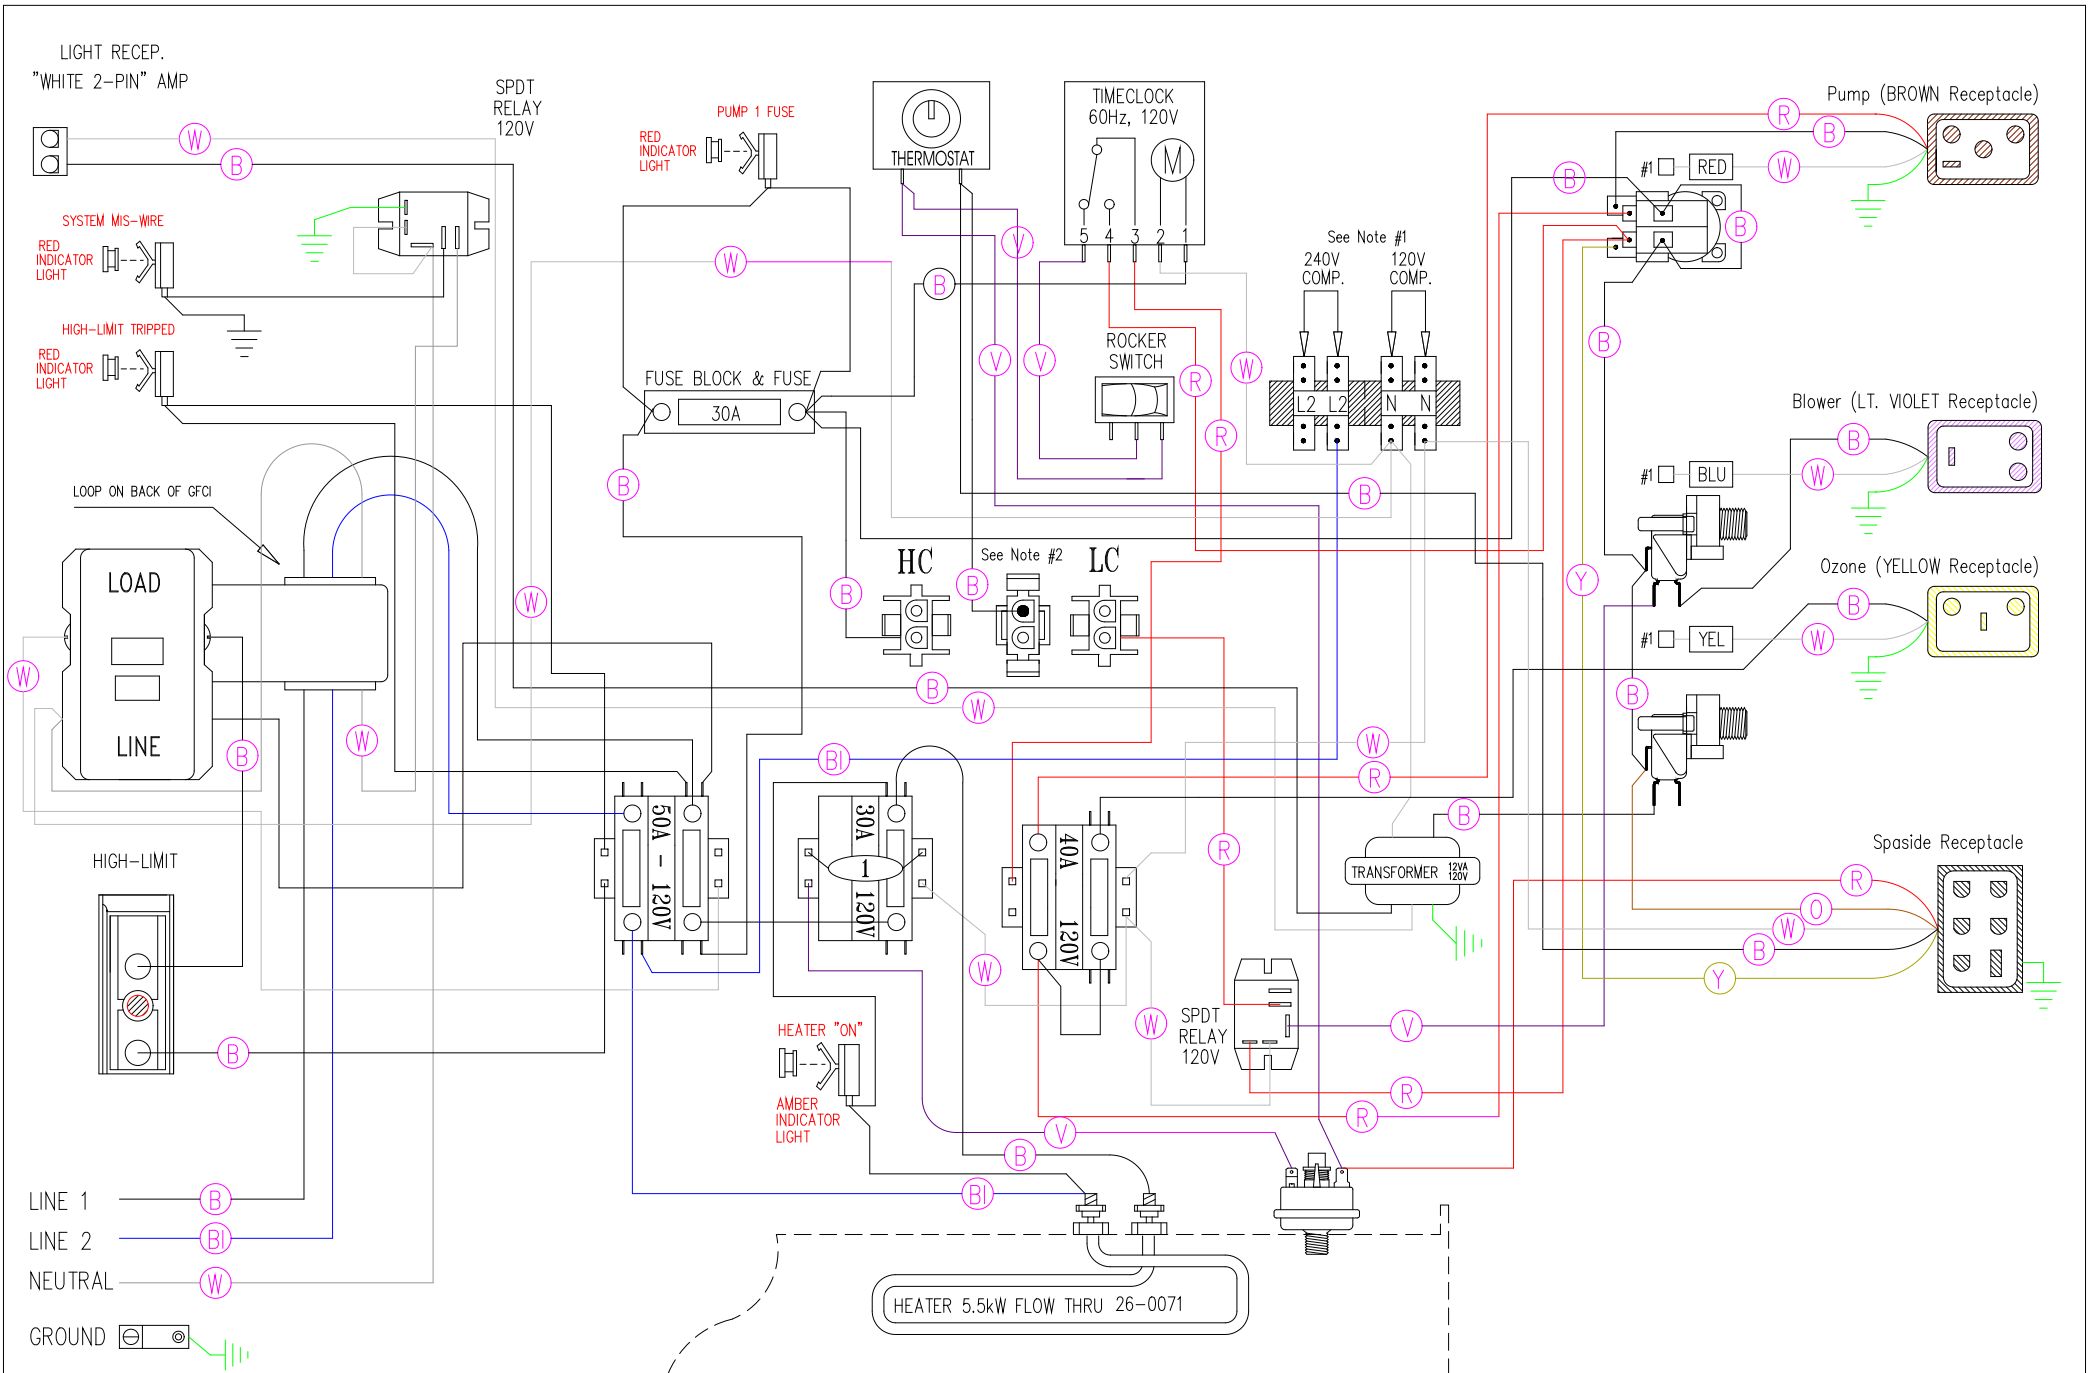 LIGHT RECEP.
"WHITE 2-PIN" AMP
W
B
SPDT
RELAY
120V
SYSTEM MIS-WIRE
RED
INDICATOR
LIGHT
HIGH-LIMIT TRIPPED
RED
INDICATOR
LIGHT
PUMP 1 FUSE
RED
INDICATOR
LIGHT
W
FUSE BLOCK & FUSE
30A
B
THERMOSTAT
TIMECLOCK
60Hz, 120V
M
5 4 3 2 1
V
B
V
V
ROCKER
SWITCH
R
W
R
See Note #1
240V
COMP.
120V
COMP.
L2 L2 N N
B
Pump (BROWN Receptacle)
R
B
#1
RED
W
B
B
B
Blower (LT. VIOLET Receptacle)
B
#1
BLU
W
Ozone (YELLOW Receptacle)
Y
B
#1
YEL
W
B
LOOP ON BACK OF GFCI
LOAD
LINE
W
B
W
W
HC
See Note #2
LC
B
B
B
W
BI
W
R
R
B
HIGH-LIMIT
B
50A - 120V
30A 120V
1
40A 120V
W
W
TRANSFORMER 12VA
120V
Spaside Receptacle
R
O
W
B
Y
SPDT
RELAY
120V
V
R
R
HEATER "ON"
AMBER
INDICATOR
LIGHT
V
B
BI
LINE 1
B
LINE 2
BI
NEUTRAL
W
GROUND
HEATER 5.5kW FLOW THRU 26-0071